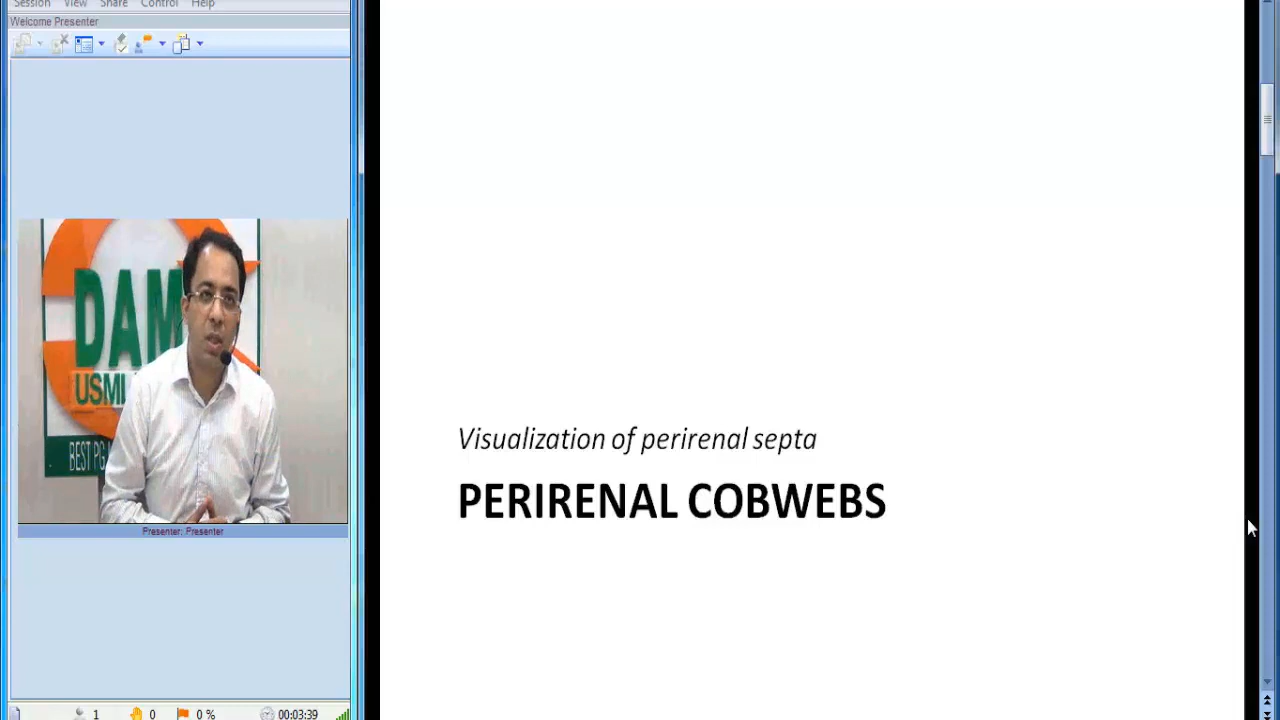 Session View Share Control Help
Welcome Presenter
DAM
USML
BEST PG
Presenter: Presenter
1 0 0 % 00:03:39
Visualization of perirenal septa
PERIRENAL COBWEBS